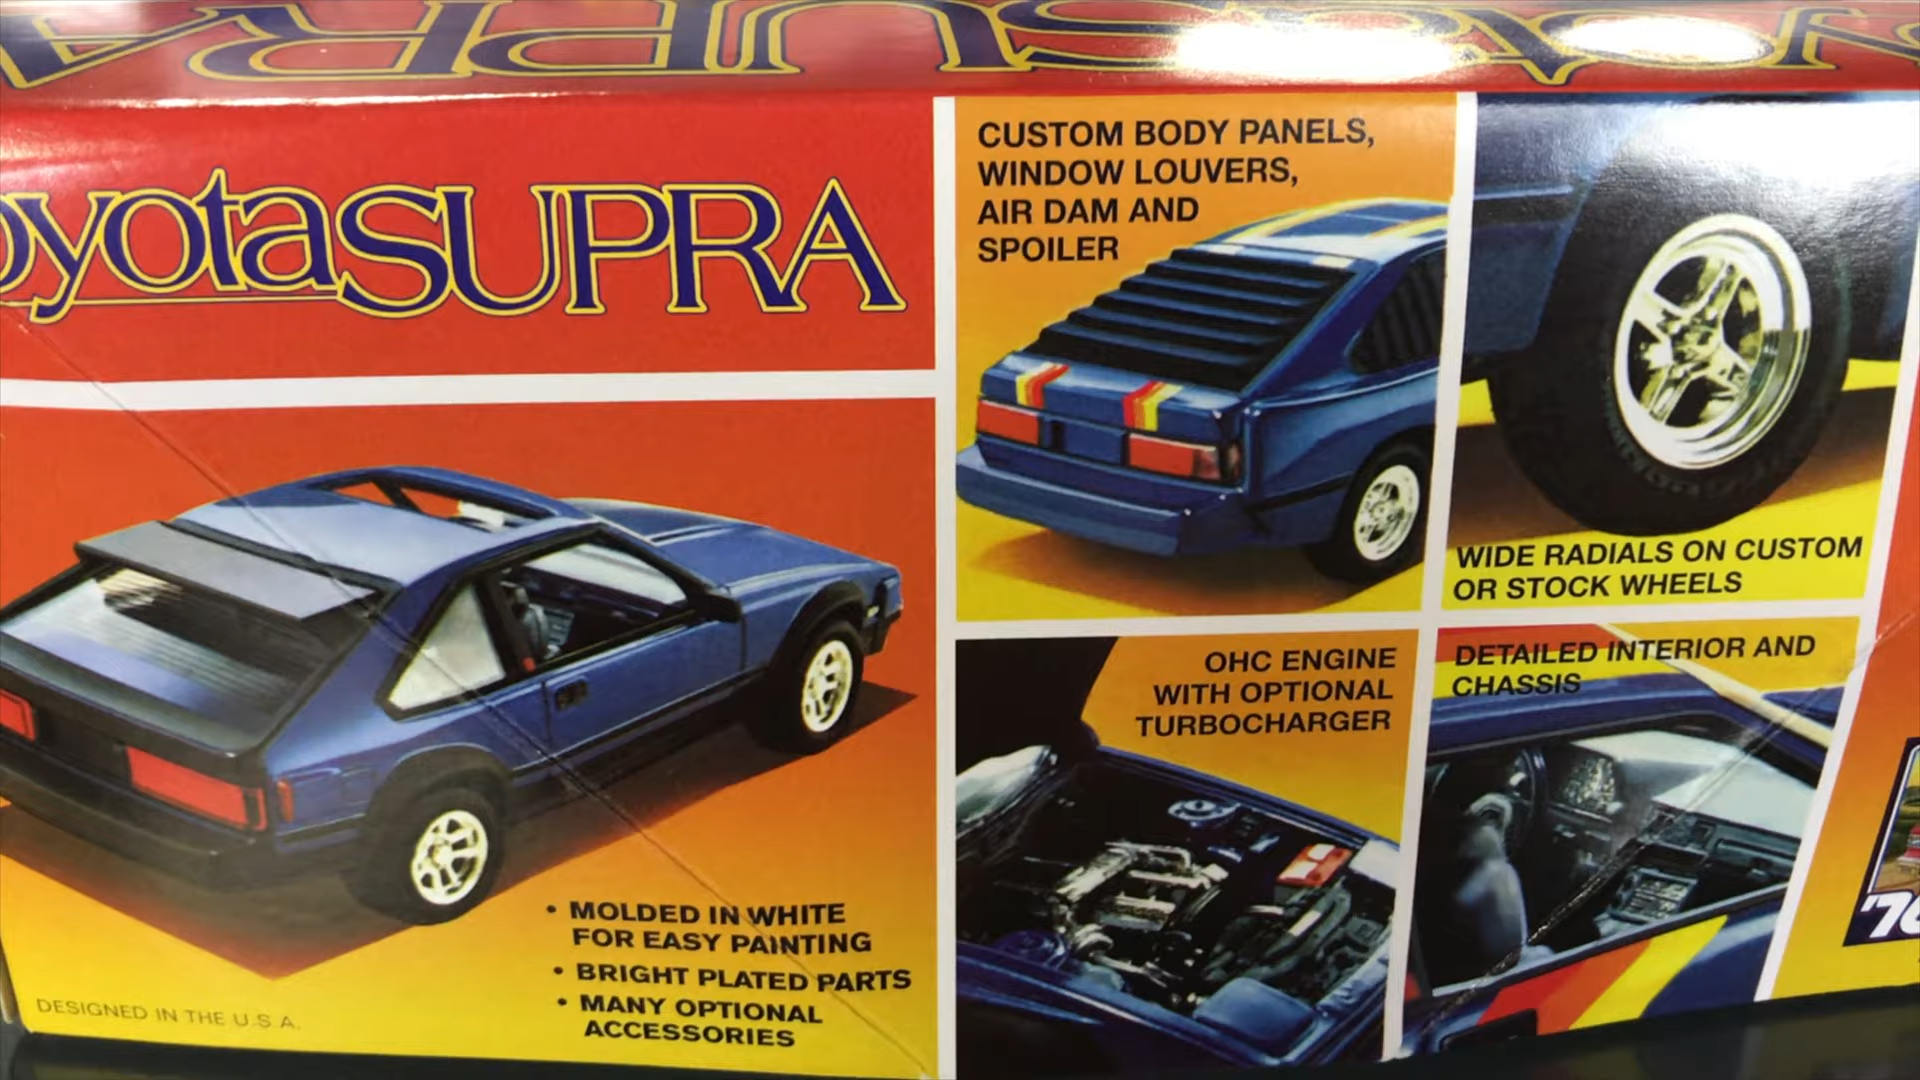 SUPRA
oyotaSUPRA
CUSTOM BODY PANELS,
WINDOW LOUVERS,
AIR DAM AND
SPOILER
WIDE RADIALS ON CUSTOM
OR STOCK WHEELS
OHC ENGINE
WITH OPTIONAL
TURBOCHARGER
DETAILED INTERIOR AND
CHASSIS
• MOLDED IN WHITE
FOR EASY PAINTING
• BRIGHT PLATED PARTS
• MANY OPTIONAL
ACCESSORIES
DESIGNED IN THE U.S.A.